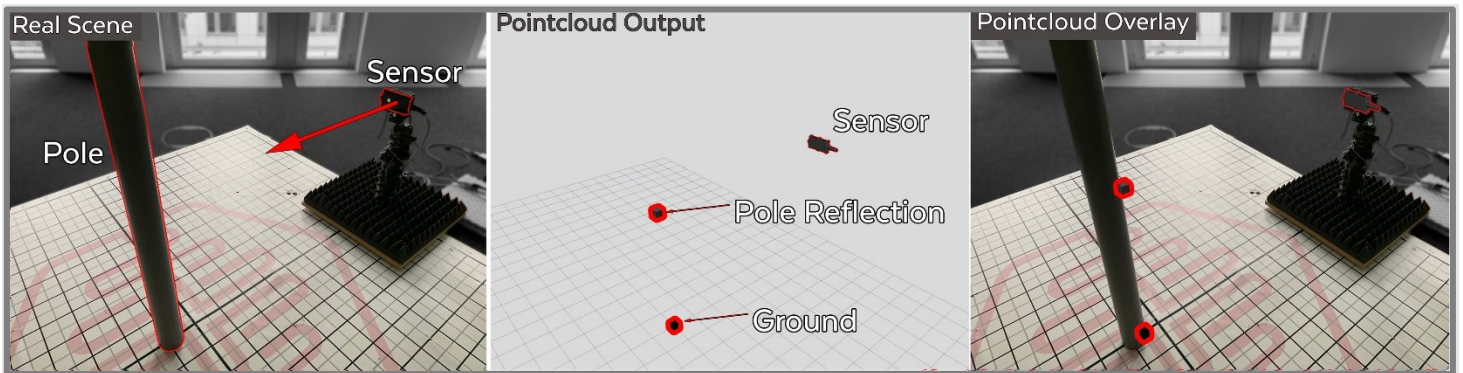 Real Scene
Sensor
Pole
Pointcloud Output
Sensor
Pole Reflection
Ground
Pointcloud Overlay